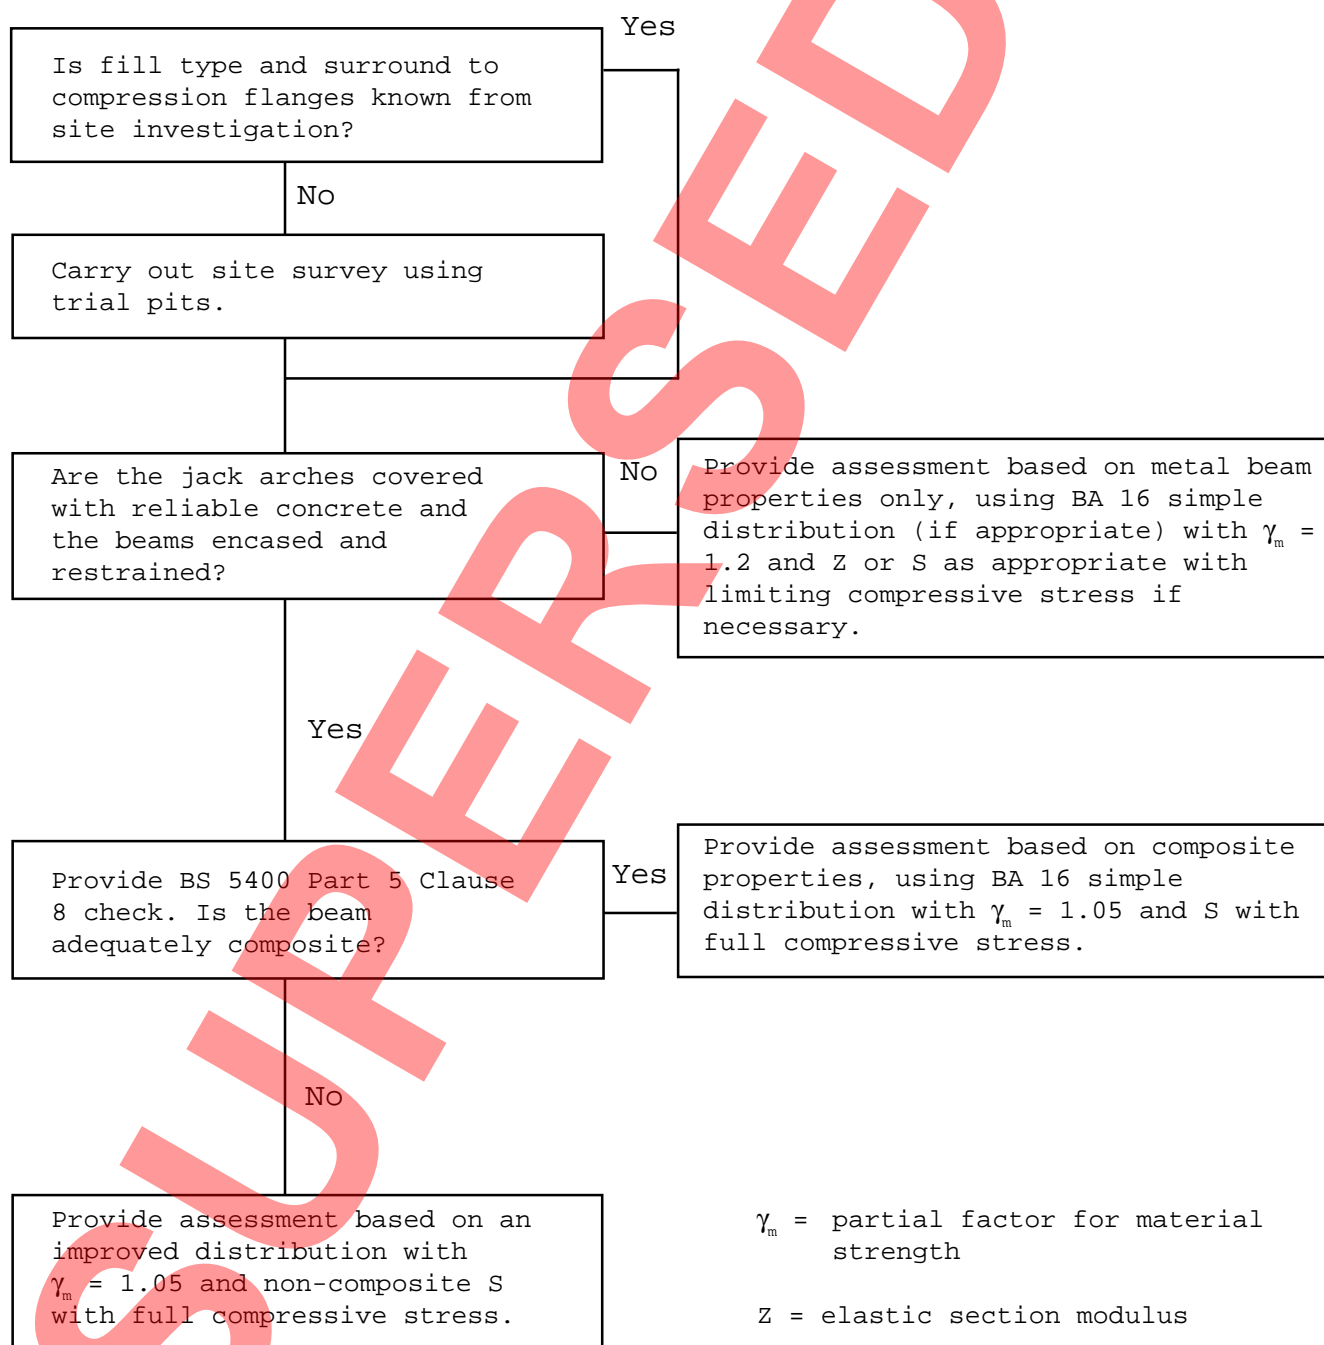 Yes
Is fill type and surround to
compression flanges known from
site investigation?
No
Carry out site survey using
trial pits.
Are the jack arches covered
with reliable concrete and
the beams encased and
restrained?
No
Provide assessment based on metal beam
properties only, using BA 16 simple
distribution (if appropriate) with γm =
1.2 and Z or S as appropriate with
limiting compressive stress if
necessary.
Yes
Provide BS 5400 Part 5 Clause
8 check. Is the beam
adequately composite?
Yes
Provide assessment based on composite
properties, using BA 16 simple
distribution with γm = 1.05 and S with
full compressive stress.
No
Provide assessment based on an
improved distribution with
γm = 1.05 and non-composite S
with full compressive stress.
γm = partial factor for material
strength
Z = elastic section modulus
SUPERSEDED